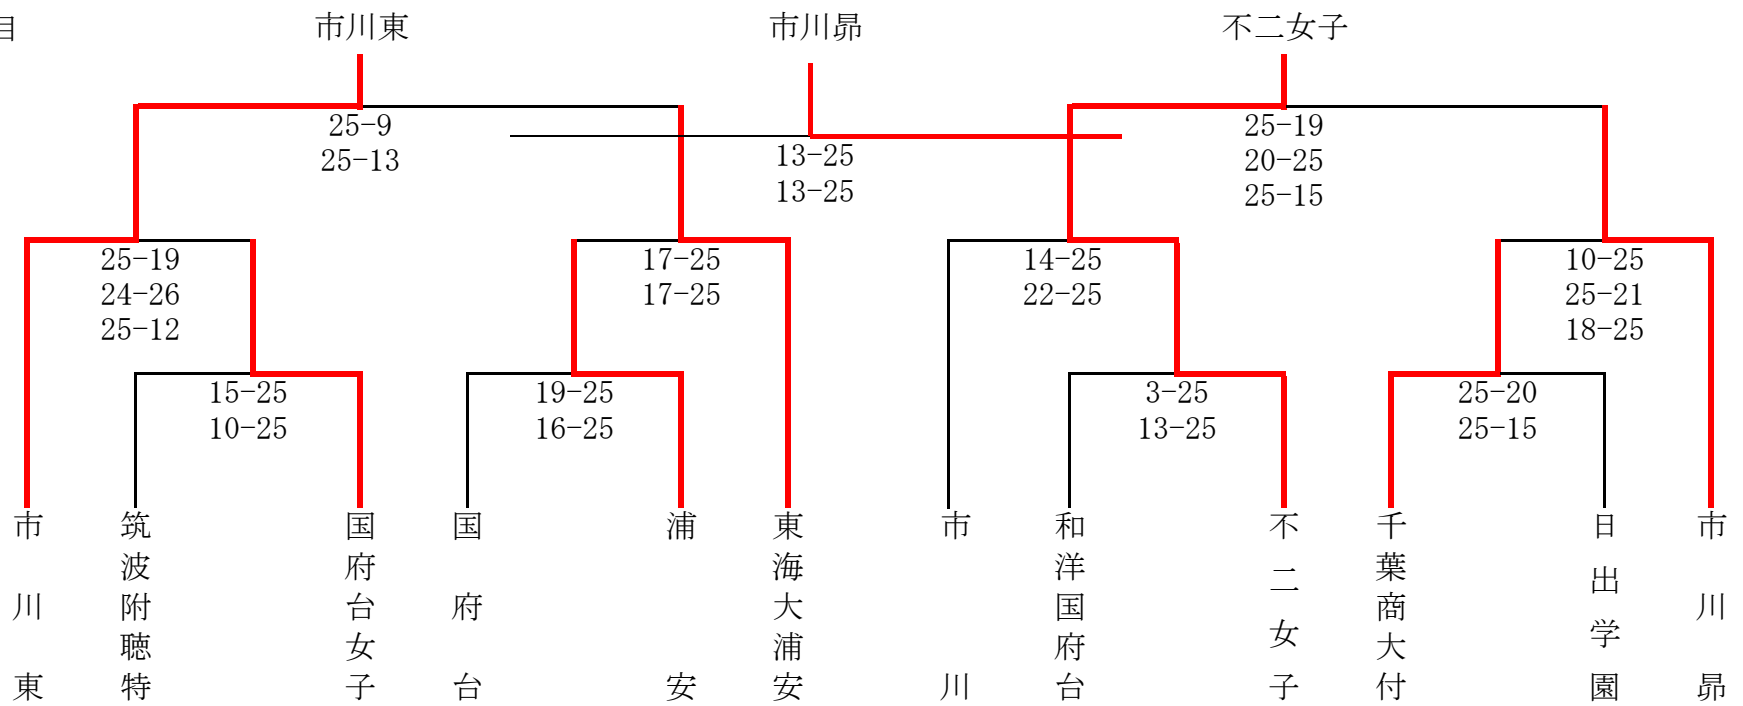 市川東
市川昴
不二女子
25-9
25-13
13-25
13-25
25-19
20-25
25-15
25-19
24-26
25-12
17-25
17-25
14-25
22-25
10-25
25-21
18-25
15-25
10-25
19-25
16-25
3-25
13-25
25-20
25-15
市川東
筑波附聴特
国府台女子
国府台
浦安
東海大浦安
市川
和洋国府台
不二女子
千葉商大付
日出学園
市川昴